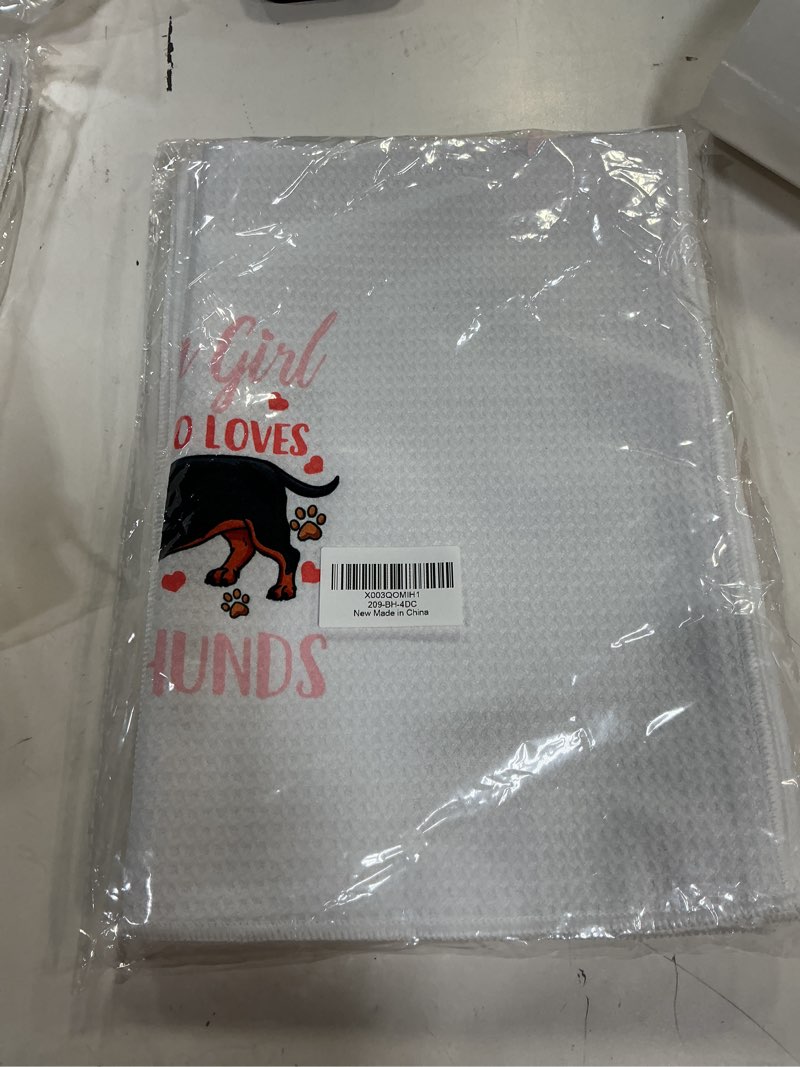 Girl
O LOVES
HUNDS
X003QOMIH1
209-BH-4DC
New Made in China